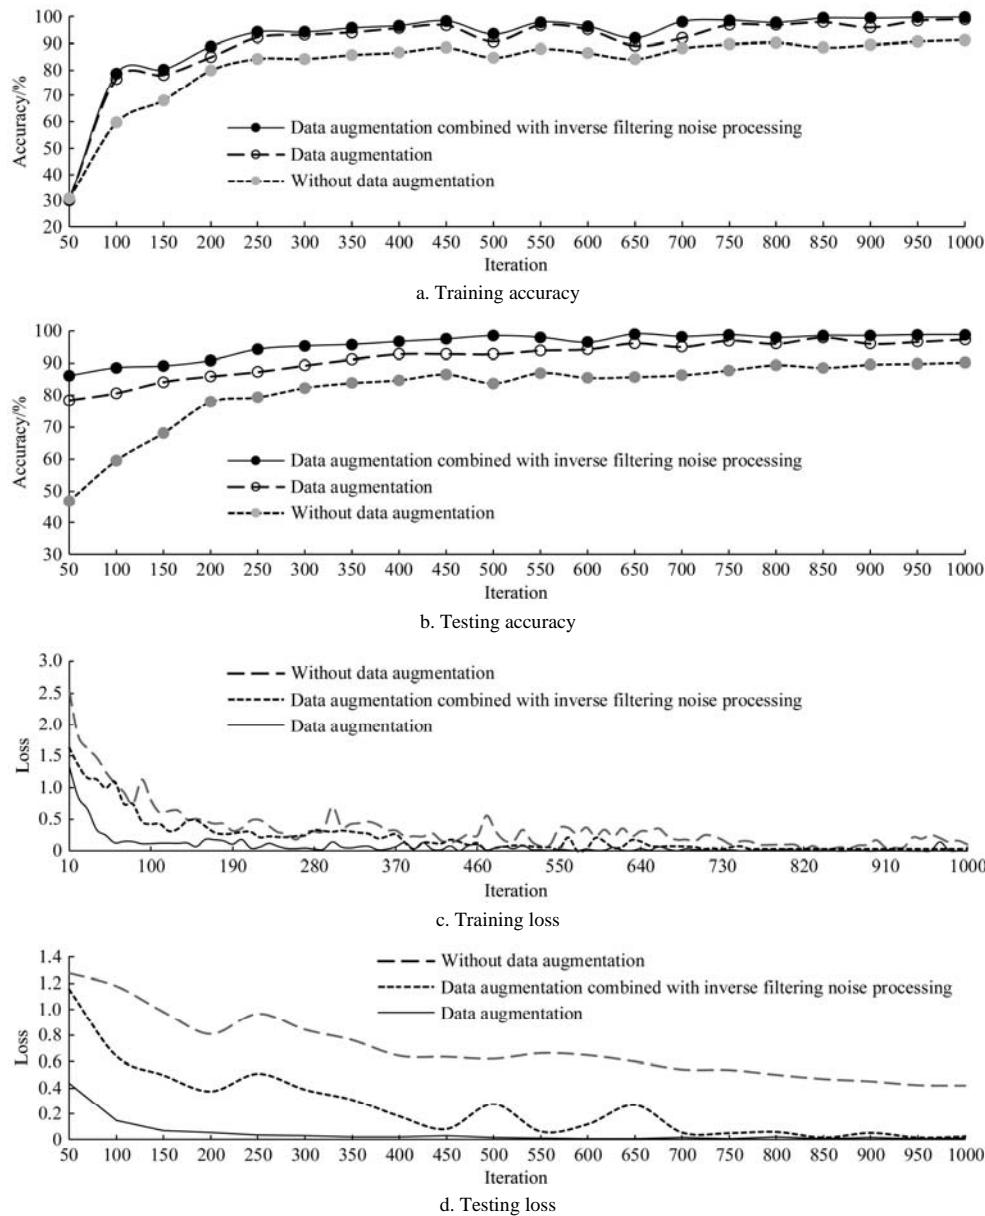 100
90
80
70
60
50
40
30
20
Accuracy/%
Data augmentation combined with inverse filtering noise processing
Data augmentation
Without data augmentation
50 100 150 200 250 300 350 400 450 500 550 600 650 700 750 800 850 900 950 1000
Iteration
a. Training accuracy
100
90
80
70
60
50
40
30
Accuracy/%
Data augmentation combined with inverse filtering noise processing
Data augmentation
Without data augmentation
50 100 150 200 250 300 350 400 450 500 550 600 650 700 750 800 850 900 950 1000
Iteration
b. Testing accuracy
3.0
2.5
2.0
1.5
1.0
0.5
0
Loss
Without data augmentation
Data augmentation combined with inverse filtering noise processing
Data augmentation
10 100 190 280 370 460 550 640 730 820 910 1000
Iteration
c. Training loss
1.4
1.2
1.0
0.8
0.6
0.4
0.2
0
Loss
Without data augmentation
Data augmentation combined with inverse filtering noise processing
Data augmentation
50 100 150 200 250 300 350 400 450 500 550 600 650 700 750 800 850 900 950 1000
Iteration
d. Testing loss